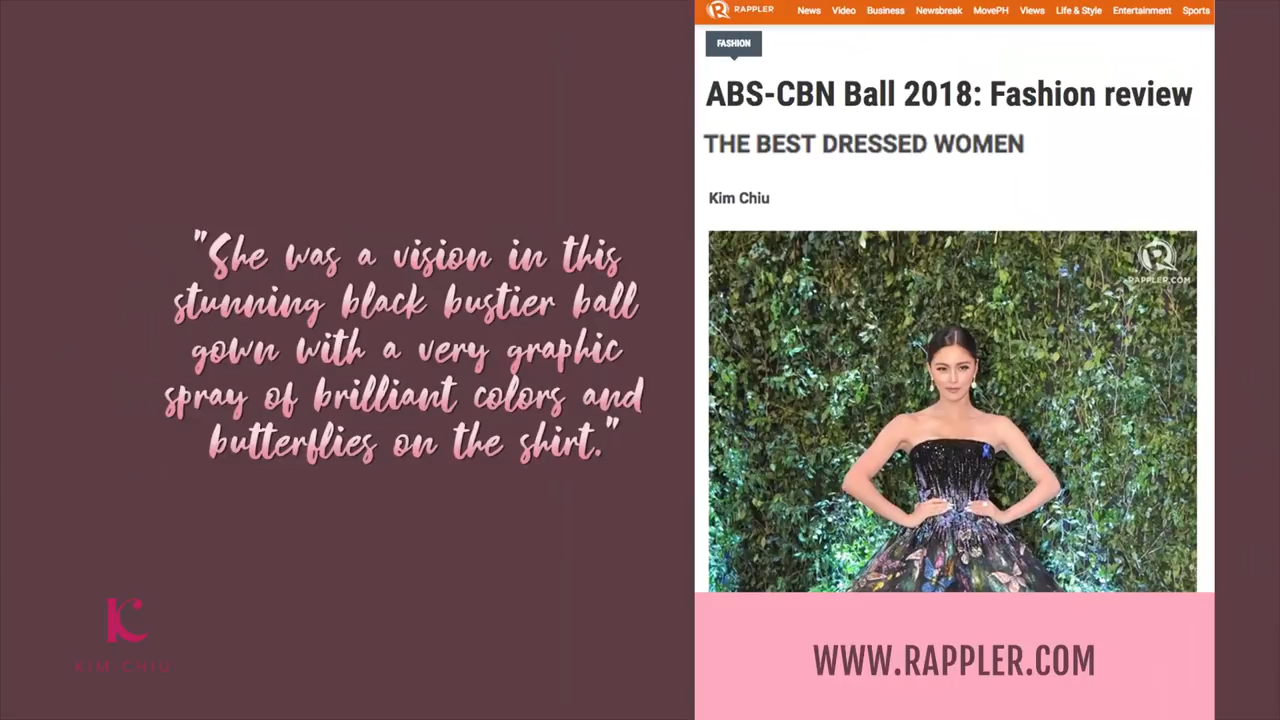 "She was a vision in this
stunning black bustier ball
gown with a very graphic
spray of brilliant colors and
butterflies on the shirt."
KIM CHIU
RAPPLER
News Video Business Newsbreak MovePH Views Life & Style Entertainment Sports
FASHION
ABS-CBN Ball 2018: Fashion review
THE BEST DRESSED WOMEN
Kim Chiu
RAPPLER.COM
WWW.RAPPLER.COM